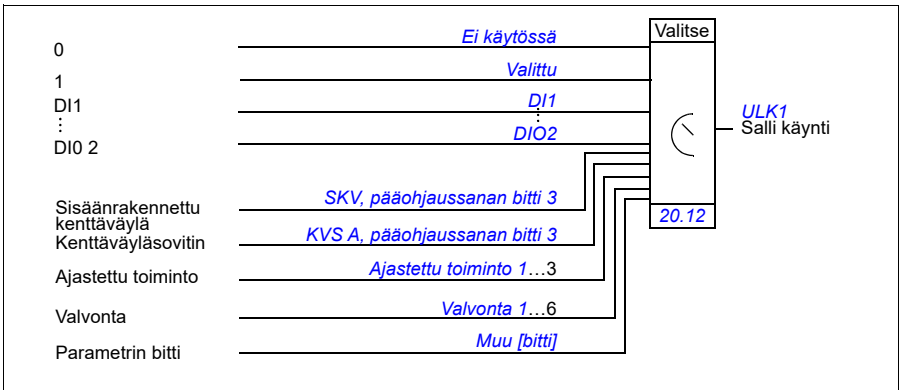 Valitse
0 Ei käytössä
1 Valittu
DI1 DI1
⋮ ⋮
DI0 2 DIO2
ULK1
Salli käynti
Sisäänrakennettu SKV, pääohjaussanan bitti 3
kenttäväylä
20.12
Kenttäväyläsovitin KVS A, pääohjaussanan bitti 3
Ajastettu toiminto Ajastettu toiminto 1…3
Valvonta Valvonta 1…6
Parametrin bitti Muu [bitti]